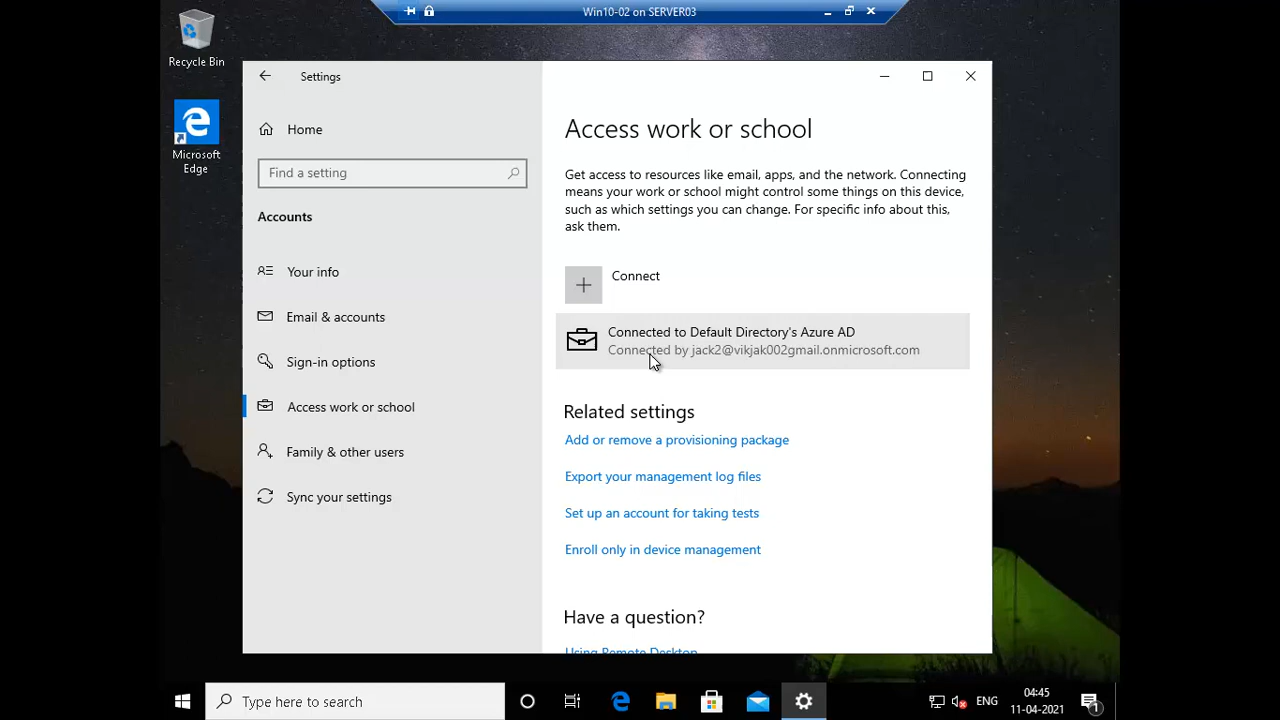 Win10-02 on SERVER03
Recycle Bin
Microsoft
Edge
Settings
Home
Find a setting
Accounts
Your info
Email & accounts
Sign-in options
Access work or school
Family & other users
Sync your settings
Access work or school
Get access to resources like email, apps, and the network. Connecting
means your work or school might control some things on this device,
such as which settings you can change. For specific info about this,
ask them.
Connect
Connected to Default Directory's Azure AD
Connected by jack2@vikjak002gmail.onmicrosoft.com
Related settings
Add or remove a provisioning package
Export your management log files
Set up an account for taking tests
Enroll only in device management
Have a question?
Using Remote Desktop
Type here to search
ENG
04:45
11-04-2021
1